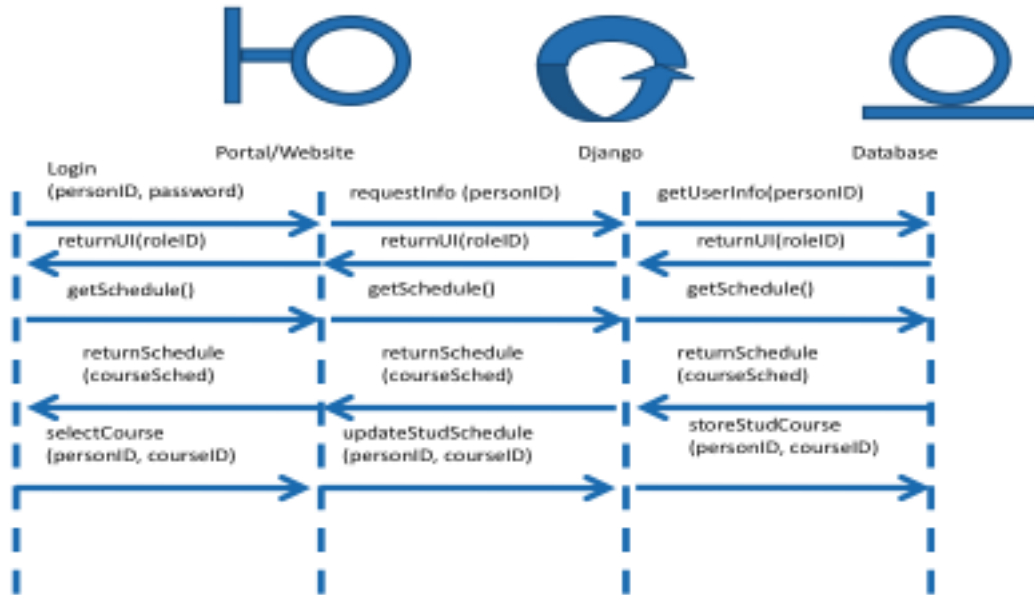 Portal/Website
Django
Database
Login
(personID, password)
requestInfo (personID)
getUserInfo(personID)
returnUI(roleID)
returnUI(roleID)
returnUI(roleID)
getSchedule()
getSchedule()
getSchedule()
returnSchedule
(courseSched)
returnSchedule
(courseSched)
returnSchedule
(courseSched)
selectCourse
(personID, courseID)
updateStudSchedule
(personID, courseID)
storeStudCourse
(personID, courseID)